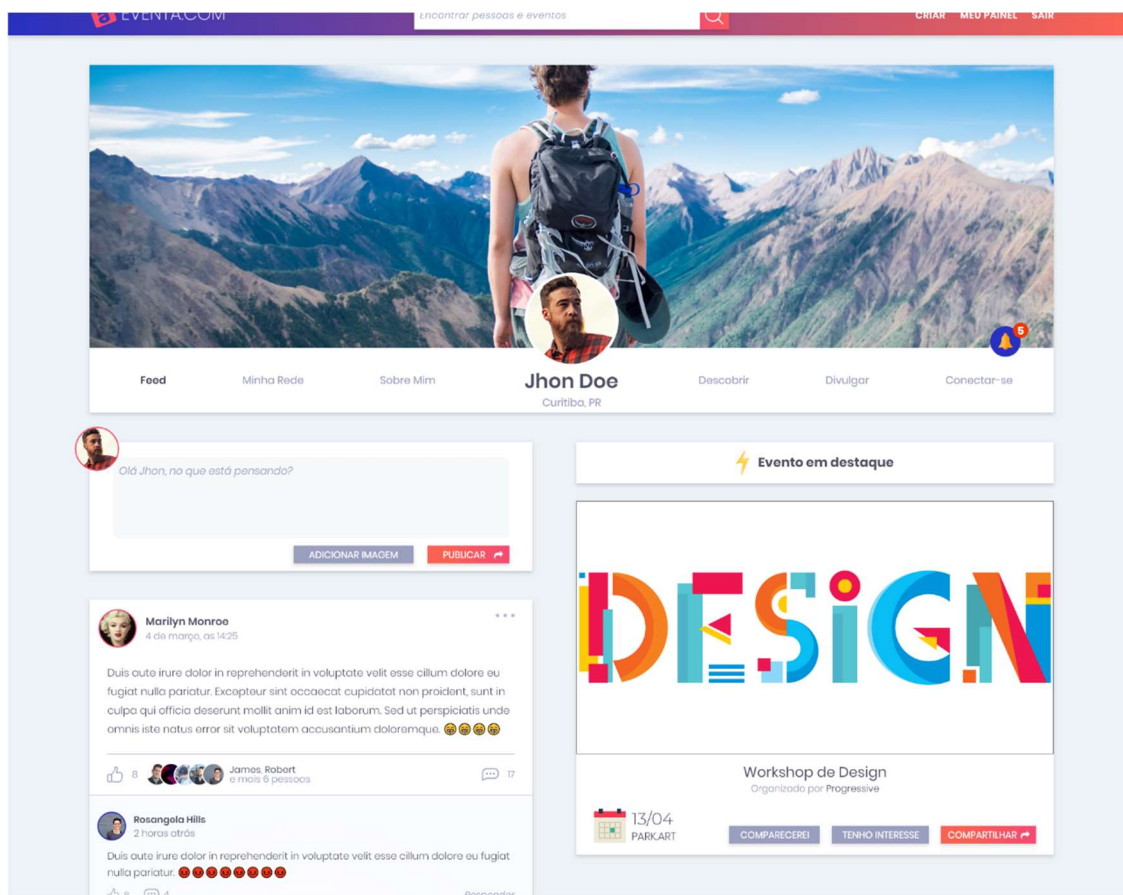 EVENTA.COM
Encontrar pessoas e eventos
CRIAR MEU PAINEL SAIR
5
Feed Minha Rede Sobre Mim Jhon Doe Descobrir Divulgar Conectar-se
Curitiba, PR
Olá Jhon, no que está pensando?
ADICIONAR IMAGEM PUBLICAR
Marilyn Monroe
4 de março, as 14:25
Duis aute irure dolor in reprehenderit in voluptate velit esse cillum dolore eu
fugiat nulla pariatur. Excepteur sint occaecat cupidatat non proident, sunt in
culpa qui officia deserunt mollit anim id est laborum. Sed ut perspiciatis unde
omnis iste natus error sit voluptatem accusantium doloremque.
8 James, Robert
e mais 6 pessoas
17
Rosangela Hills
2 horas atrás
Duis aute irure dolor in reprehenderit in voluptate velit esse cillum dolore eu fugiat
nulla pariatur.
8 4 Responder
Evento em destaque
DESIGN
Workshop de Design
Organizado por Progressive
13/04
PARK.ART
COMPARECEREI TENHO INTERESSE COMPARTILHAR